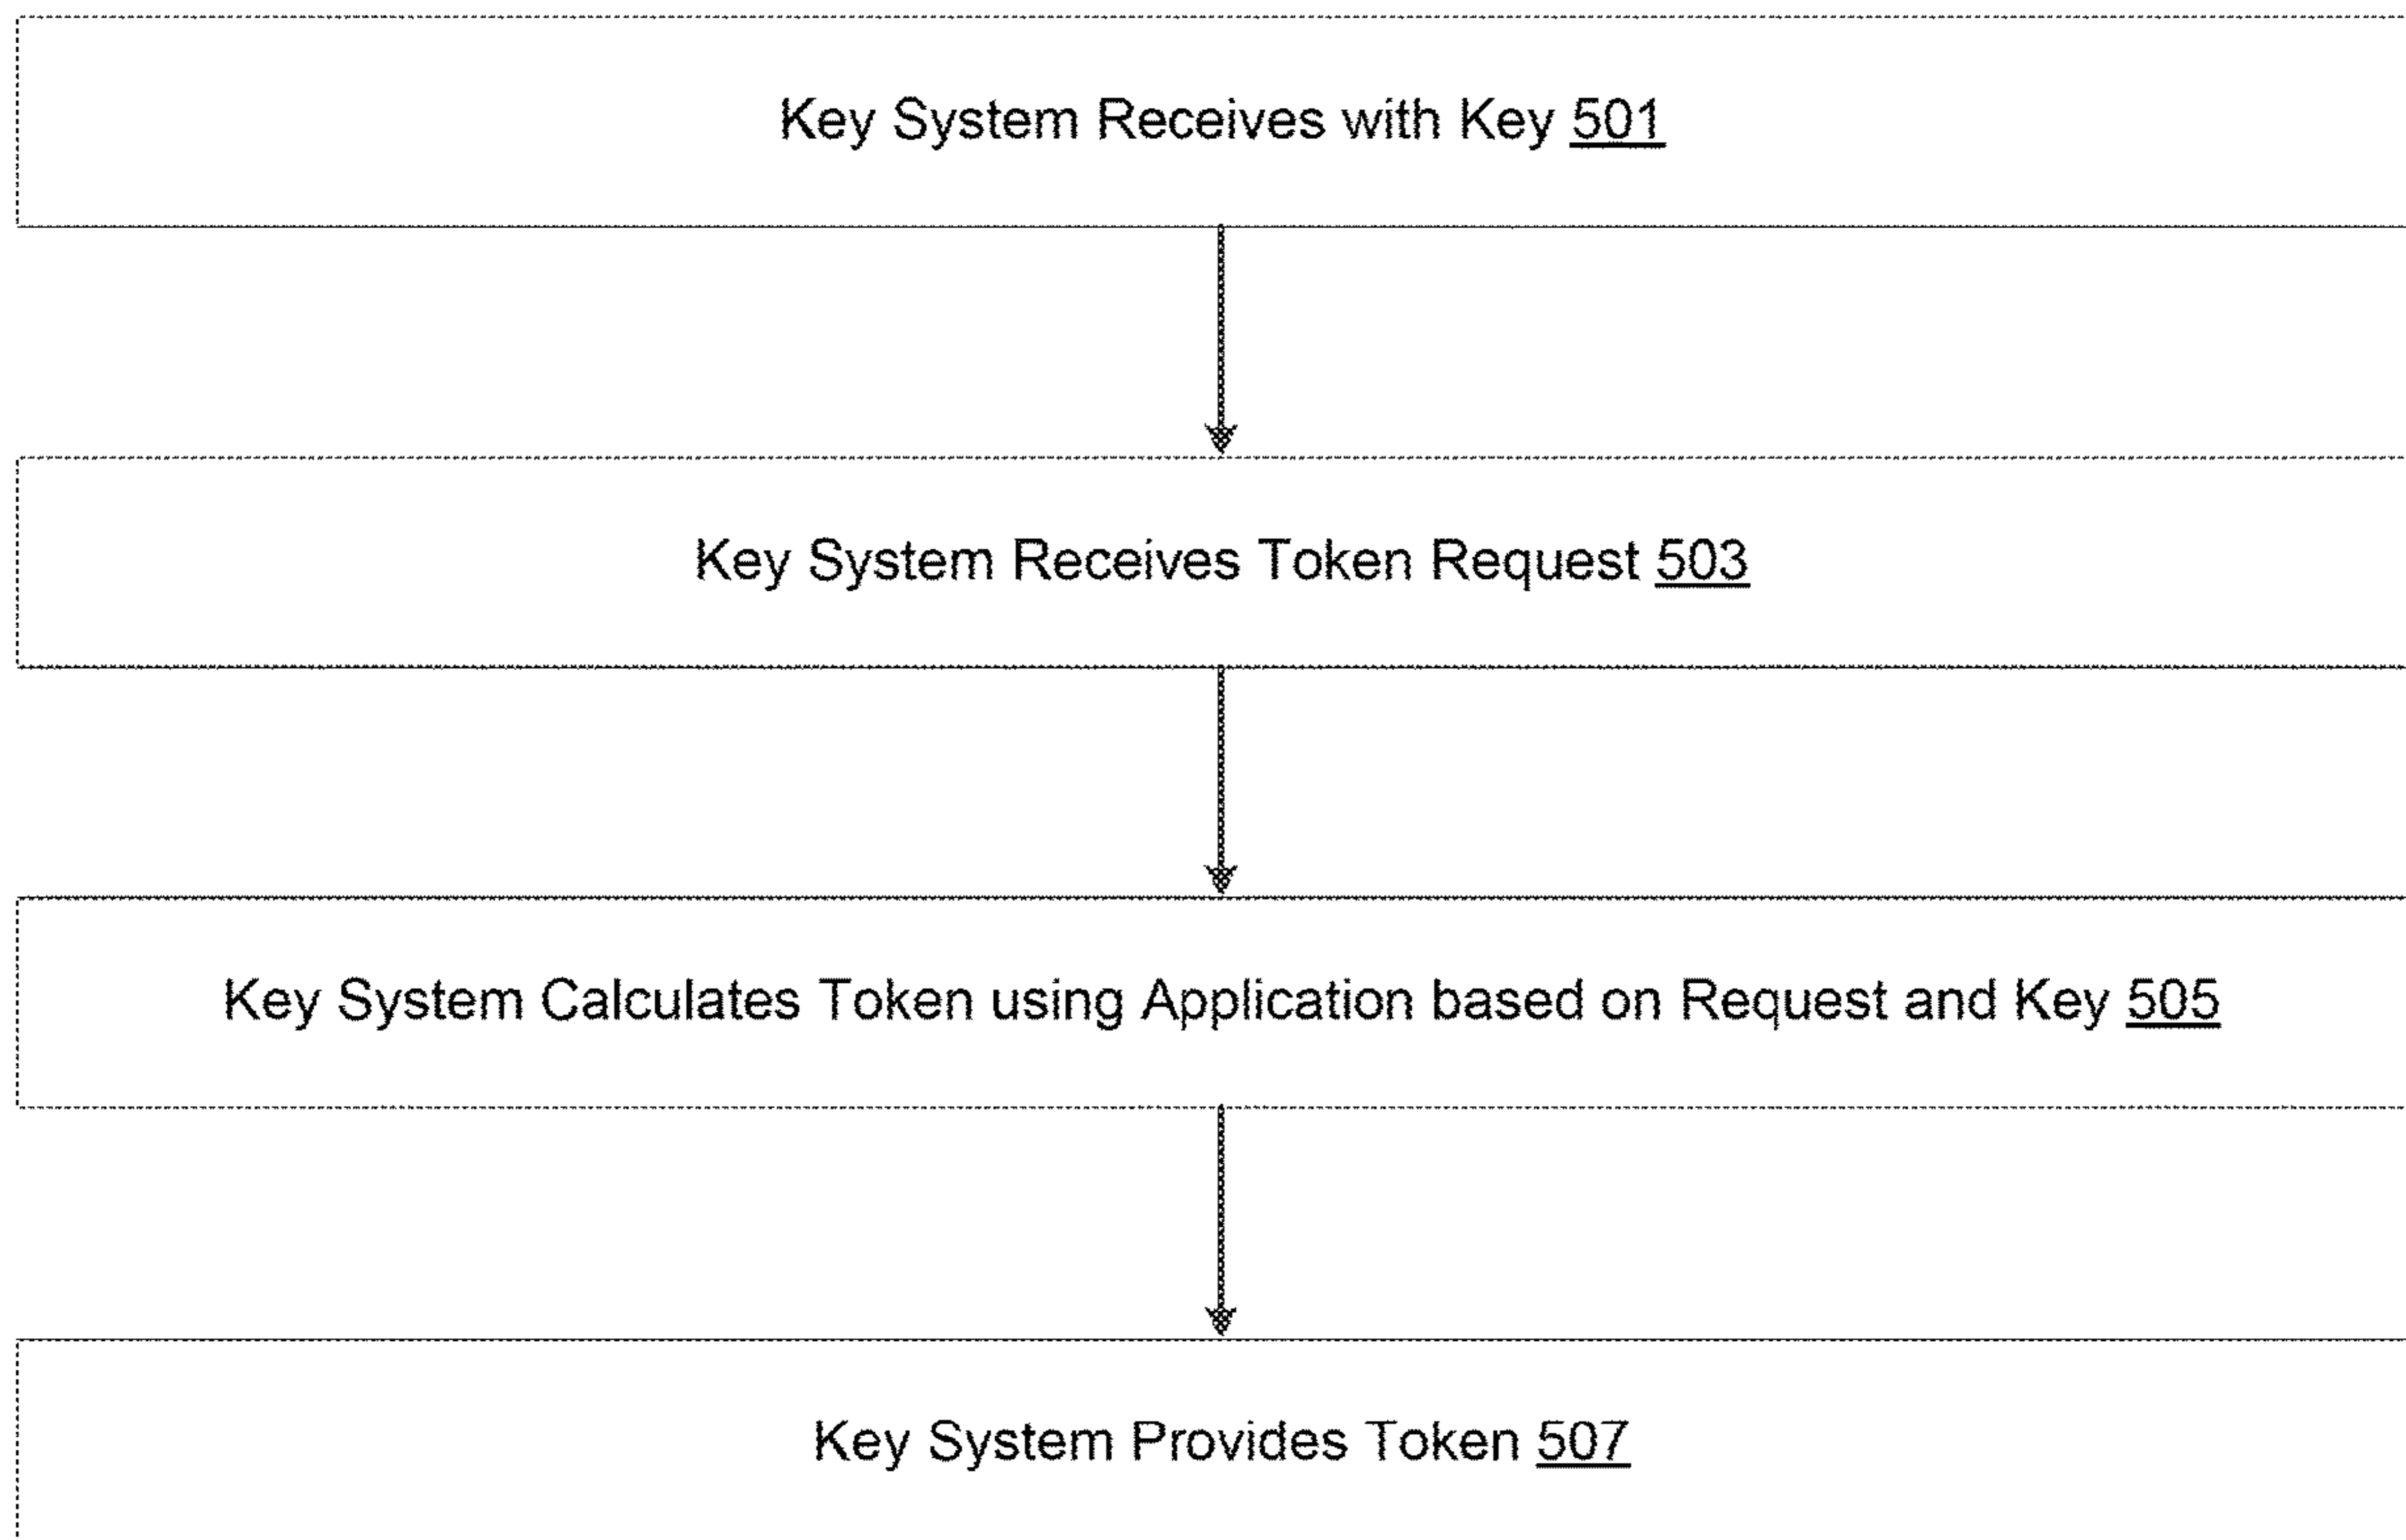 Key System Receives with Key 501
Key System Receives Token Request 503
Key System Calculates Token using Application based on Request and Key 505
Key System Provides Token 507